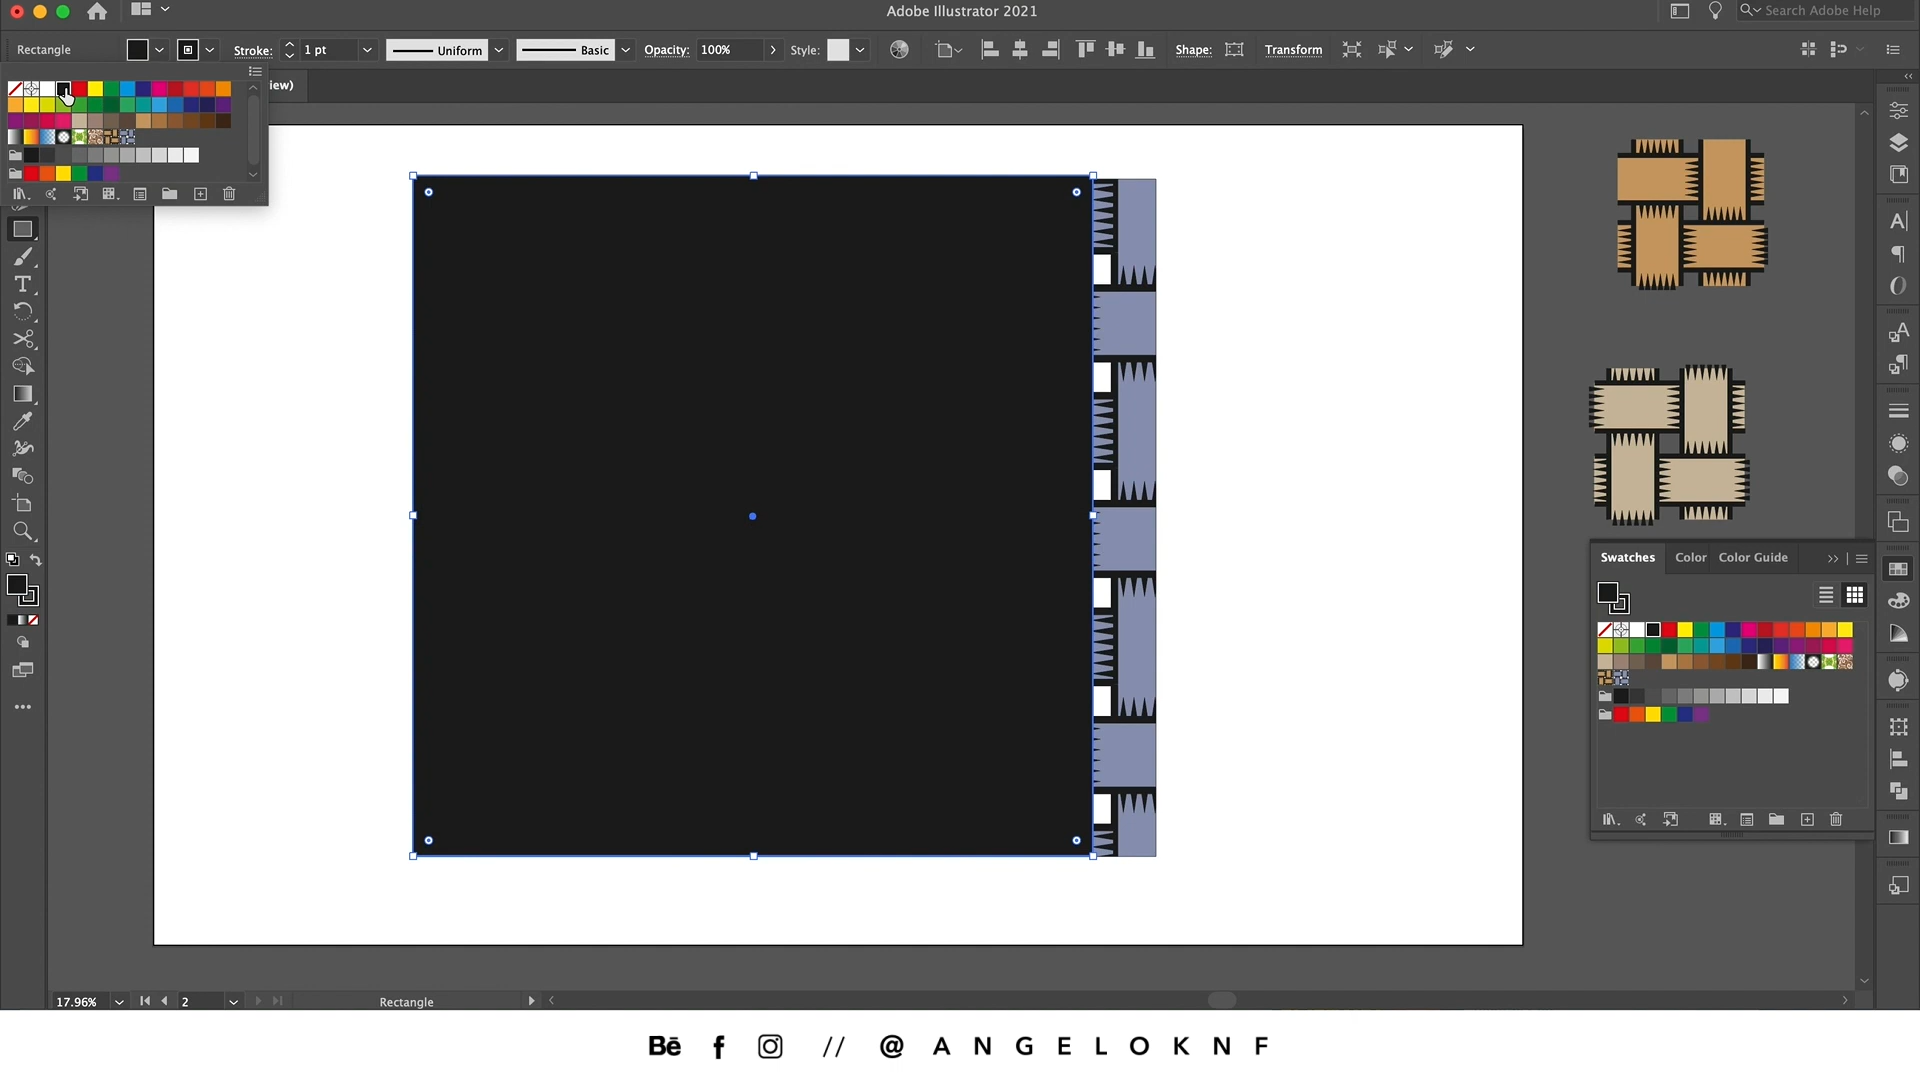 Adobe Illustrator 2021
Search Adobe Help
Rectangle
Stroke:
1 pt
Uniform
Basic
Opacity:
100%
Style:
Shape:
Transform
iew)
Swatches
Color
Color Guide
17.96%
2
Rectangle
Bē f // @ANGELOKNF